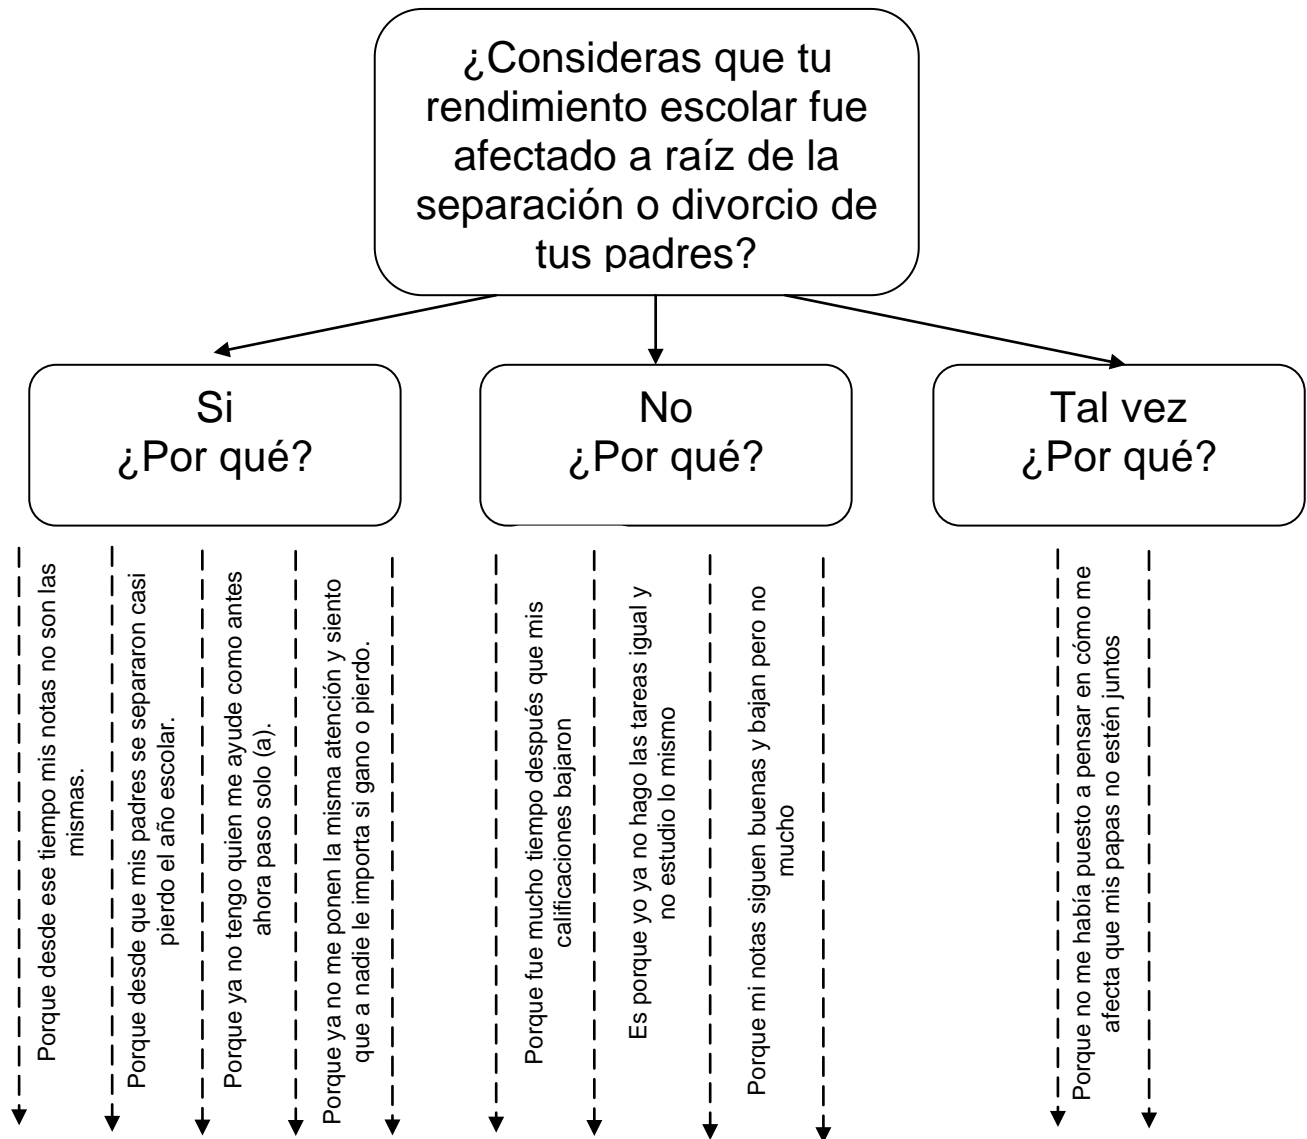 ¿Consideras que tu
rendimiento escolar fue
afectado a raíz de la
separación o divorcio de
tus padres?
Si
¿Por qué?
No
¿Por qué?
Tal vez
¿Por qué?
Porque desde ese tiempo mis notas no son las
mismas.
Porque desde que mis padres se separaron casi
pierdo el año escolar.
Porque ya no tengo quien me ayude como antes
ahora paso solo (a).
Porque ya no me ponen la misma atención y siento
que a nadie le importa si gano o pierdo.
Porque fue mucho tiempo después que mis
calificaciones bajaron
Es porque yo ya no hago las tareas igual y
no estudio lo mismo
Porque mi notas siguen buenas y bajan pero no
mucho
Porque no me había puesto a pensar en cómo me
afecta que mis papas no estén juntos